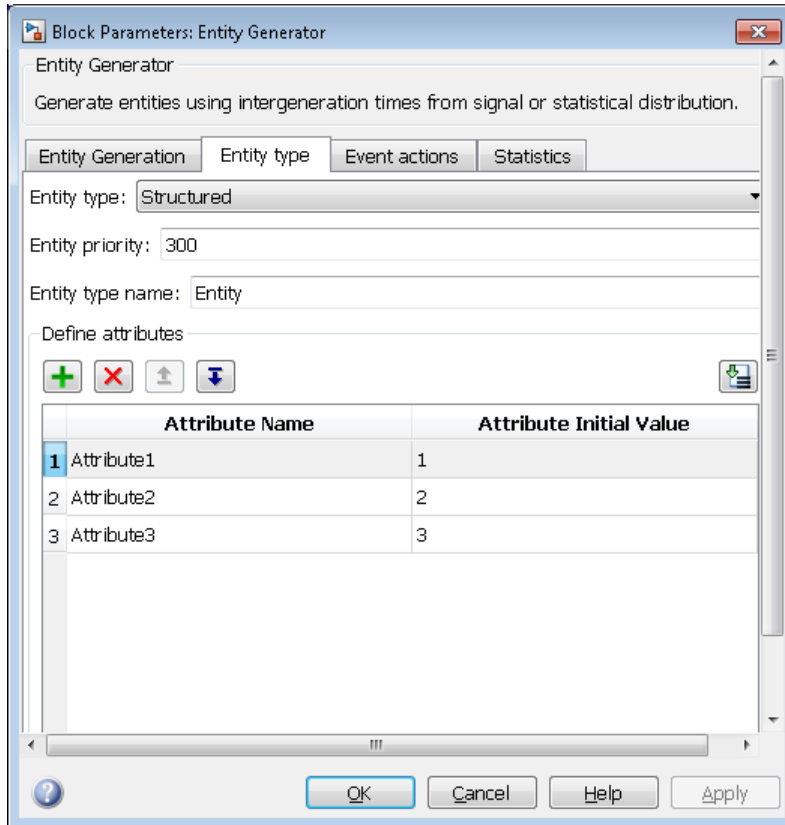 Block Parameters: Entity Generator
Entity Generator
Generate entities using intergeneration times from signal or statistical distribution.
Entity Generation Entity type Event actions Statistics
Entity type: Structured
Entity priority: 300
Entity type name: Entity
Define attributes
Attribute Name Attribute Initial Value
1 Attribute1 1
2 Attribute2 2
3 Attribute3 3
OK Cancel Help Apply